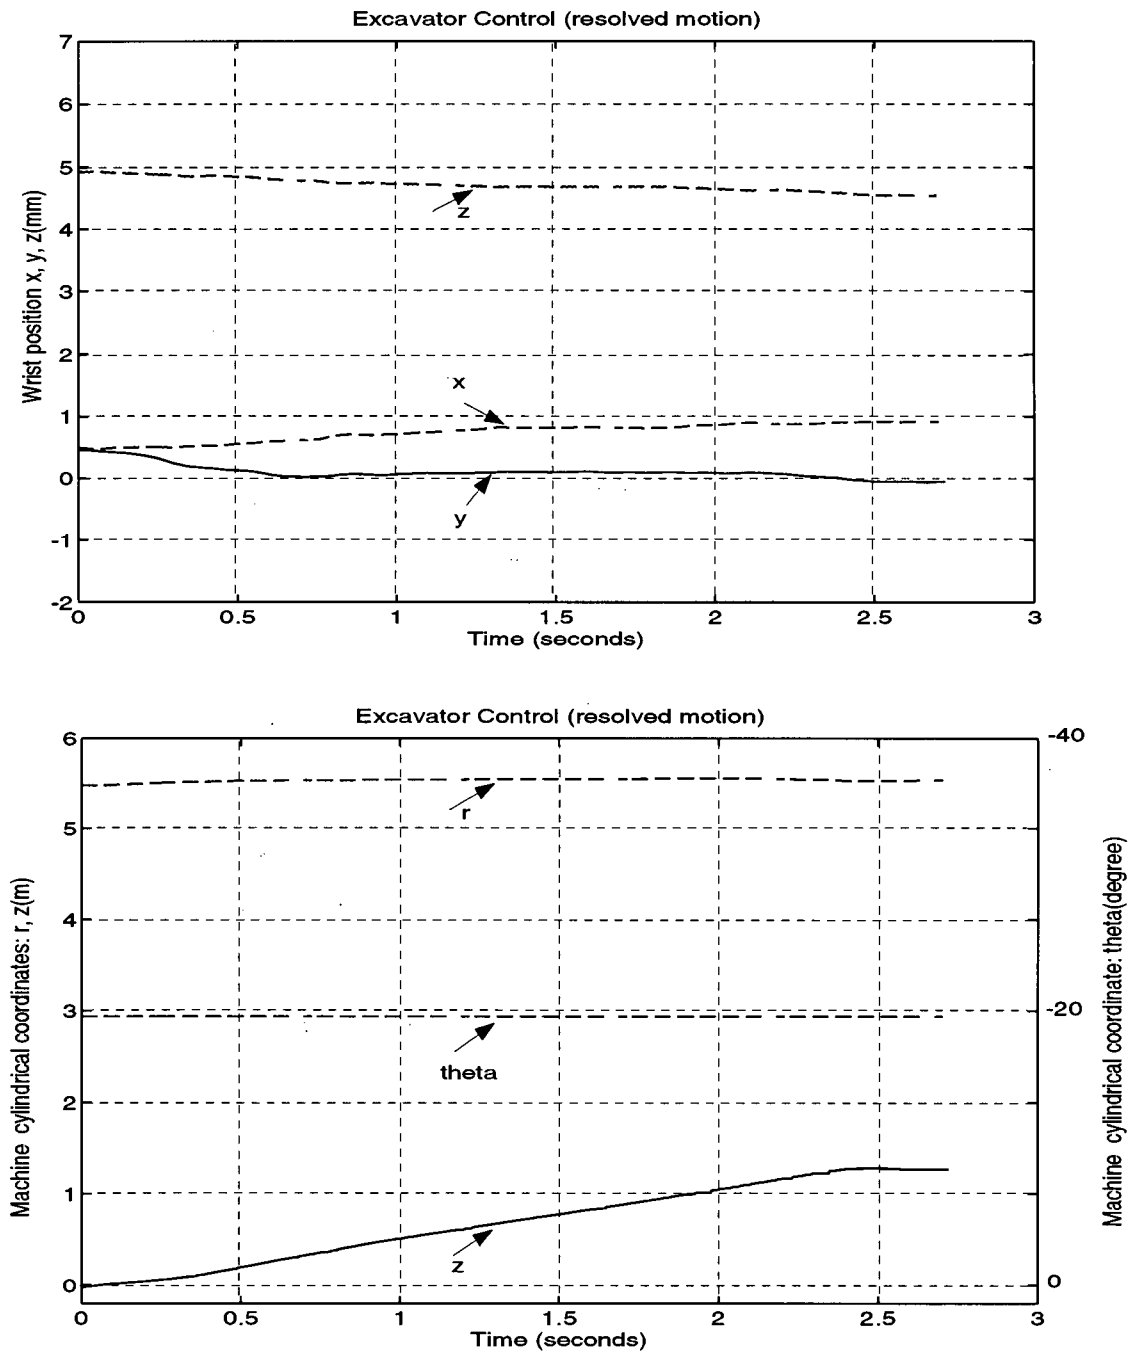 Excavator Control (resolved motion)
7
6
5
4
3
2
1
0
-1
-2
Wrist position x, y, z(mm)
z
x
y
0 0.5 1 1.5 2 2.5 3
Time (seconds)
Excavator Control (resolved motion)
6
5
4
3
2
1
0
Machine cylindrical coordinates: r, z(m)
-40
-20
0
Machine cylindrical coordinate: theta(degree)
r
theta
z
0 0.5 1 1.5 2 2.5 3
Time (seconds)